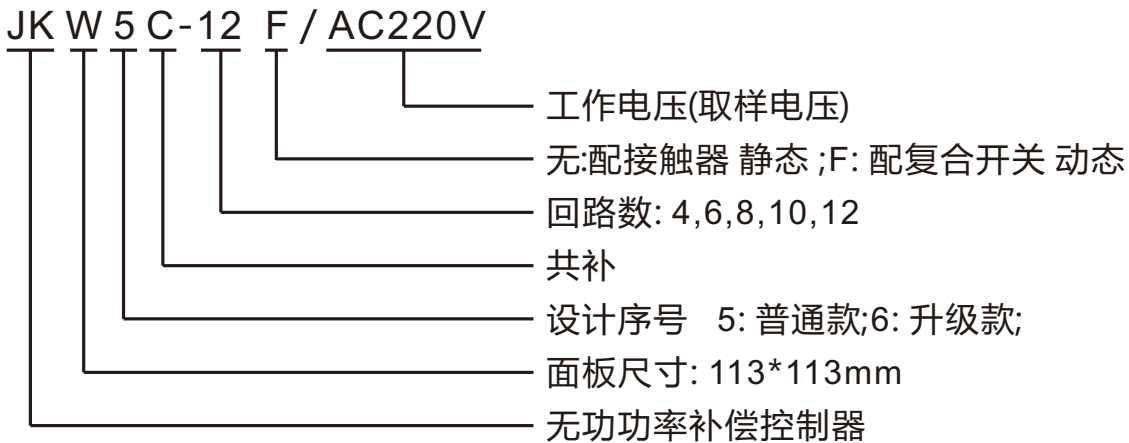 JK W 5 C-12 F / AC220V
工作电压(取样电压)
无:配接触器 静态 ;F: 配复合开关 动态
回路数: 4,6,8,10,12
共补
设计序号 5: 普通款;6: 升级款;
面板尺寸: 113*113mm
无功功率补偿控制器